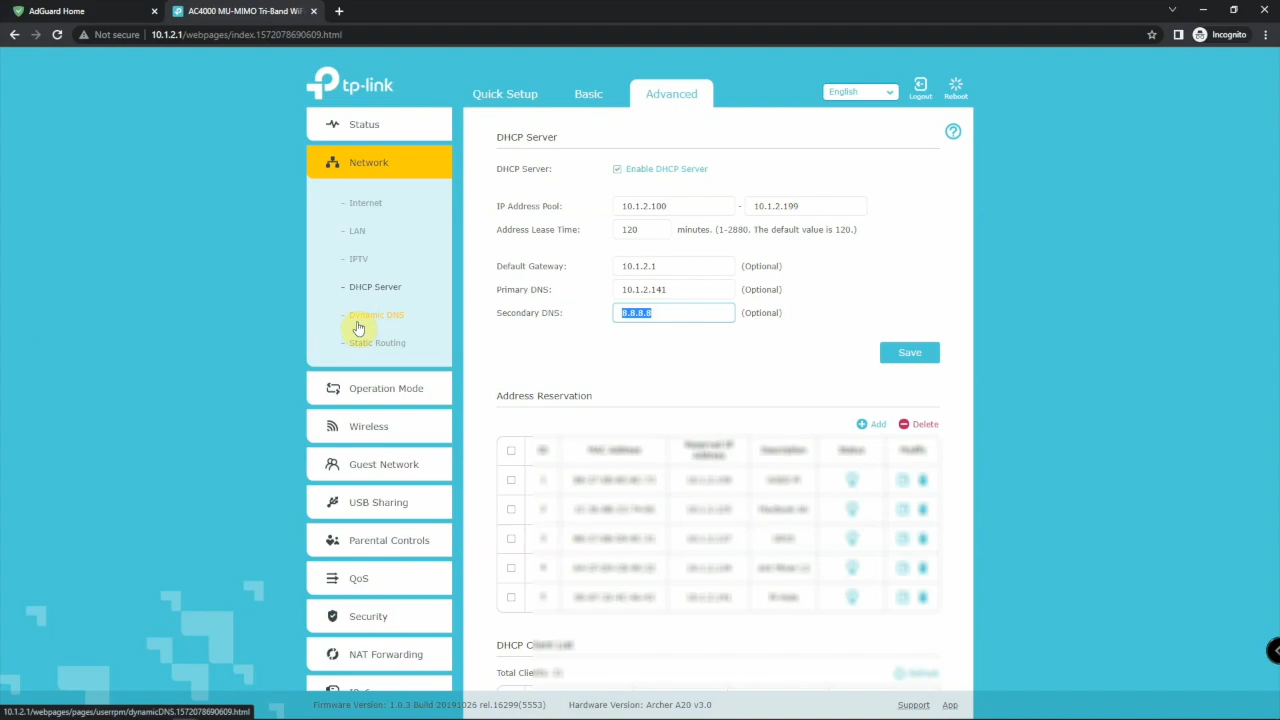 AdGuard Home
AC4000 MU-MIMO Tri-Band WiF
Not secure
10.1.2.1/webpages/index.1572078690609.html
Incognito
tp-link
Quick Setup
Basic
Advanced
English
Logout
Reboot
Status
Network
- Internet
- LAN
- IPTV
- DHCP Server
- Dynamic DNS
- Static Routing
Operation Mode
Wireless
Guest Network
USB Sharing
Parental Controls
QoS
Security
NAT Forwarding
DHCP Server
DHCP Server: Enable DHCP Server
IP Address Pool: 10.1.2.100 - 10.1.2.199
Address Lease Time: 120 minutes. (1-2880. The default value is 120.)
Default Gateway: 10.1.2.1 (Optional)
Primary DNS: 10.1.2.141 (Optional)
Secondary DNS: 8.8.8.8 (Optional)
Save
Address Reservation
Add Delete
DHCP Client List
Total
Firmware Version: 1.0.3 Build 20191026 rel.16299(5553) Hardware Version: Archer A20 v3.0
Support App
10.1.2.1/webpages/pages/userrpm/dynamicDNS.1572078690609.html